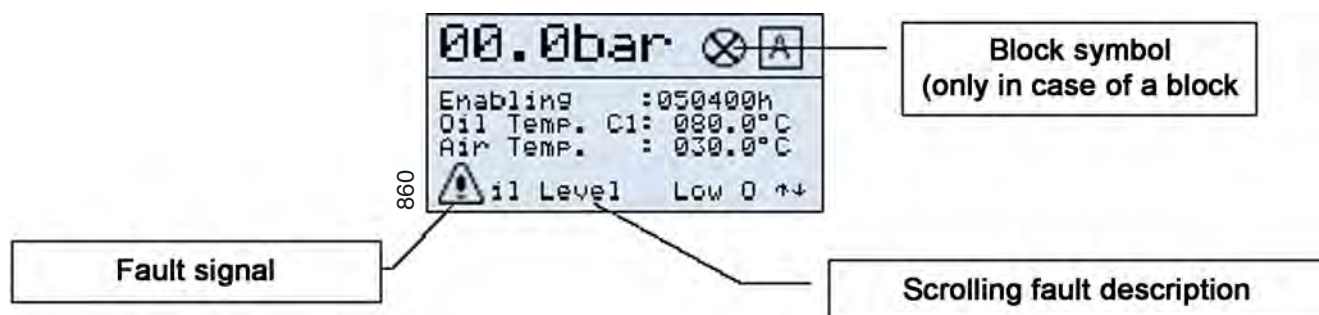 00.0bar A
Block symbol
(only in case of a block
Enabling :050400h
Oil Temp. C1: 080.0°C
Air Temp. : 030.0°C
860
il Level Low O ↑↓
Fault signal
Scrolling fault description